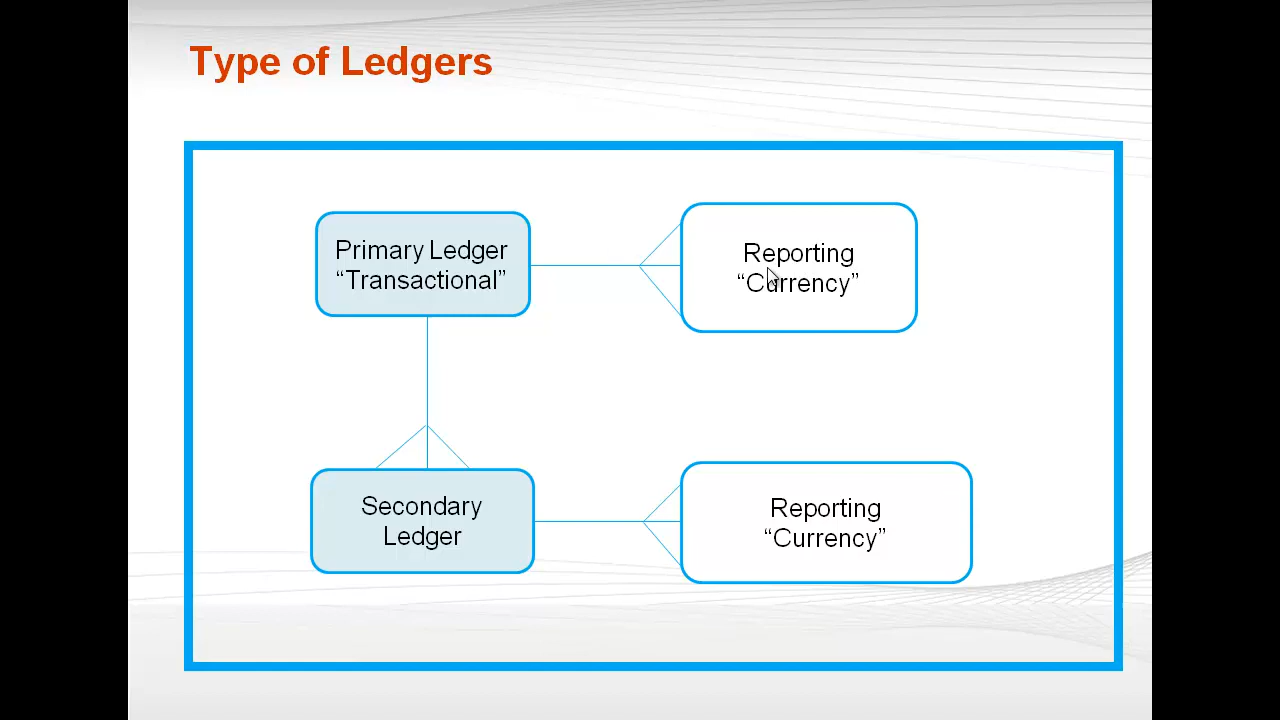 Type of Ledgers
Primary Ledger
“Transactional”
Reporting
“Currency”
Secondary
Ledger
Reporting
“Currency”